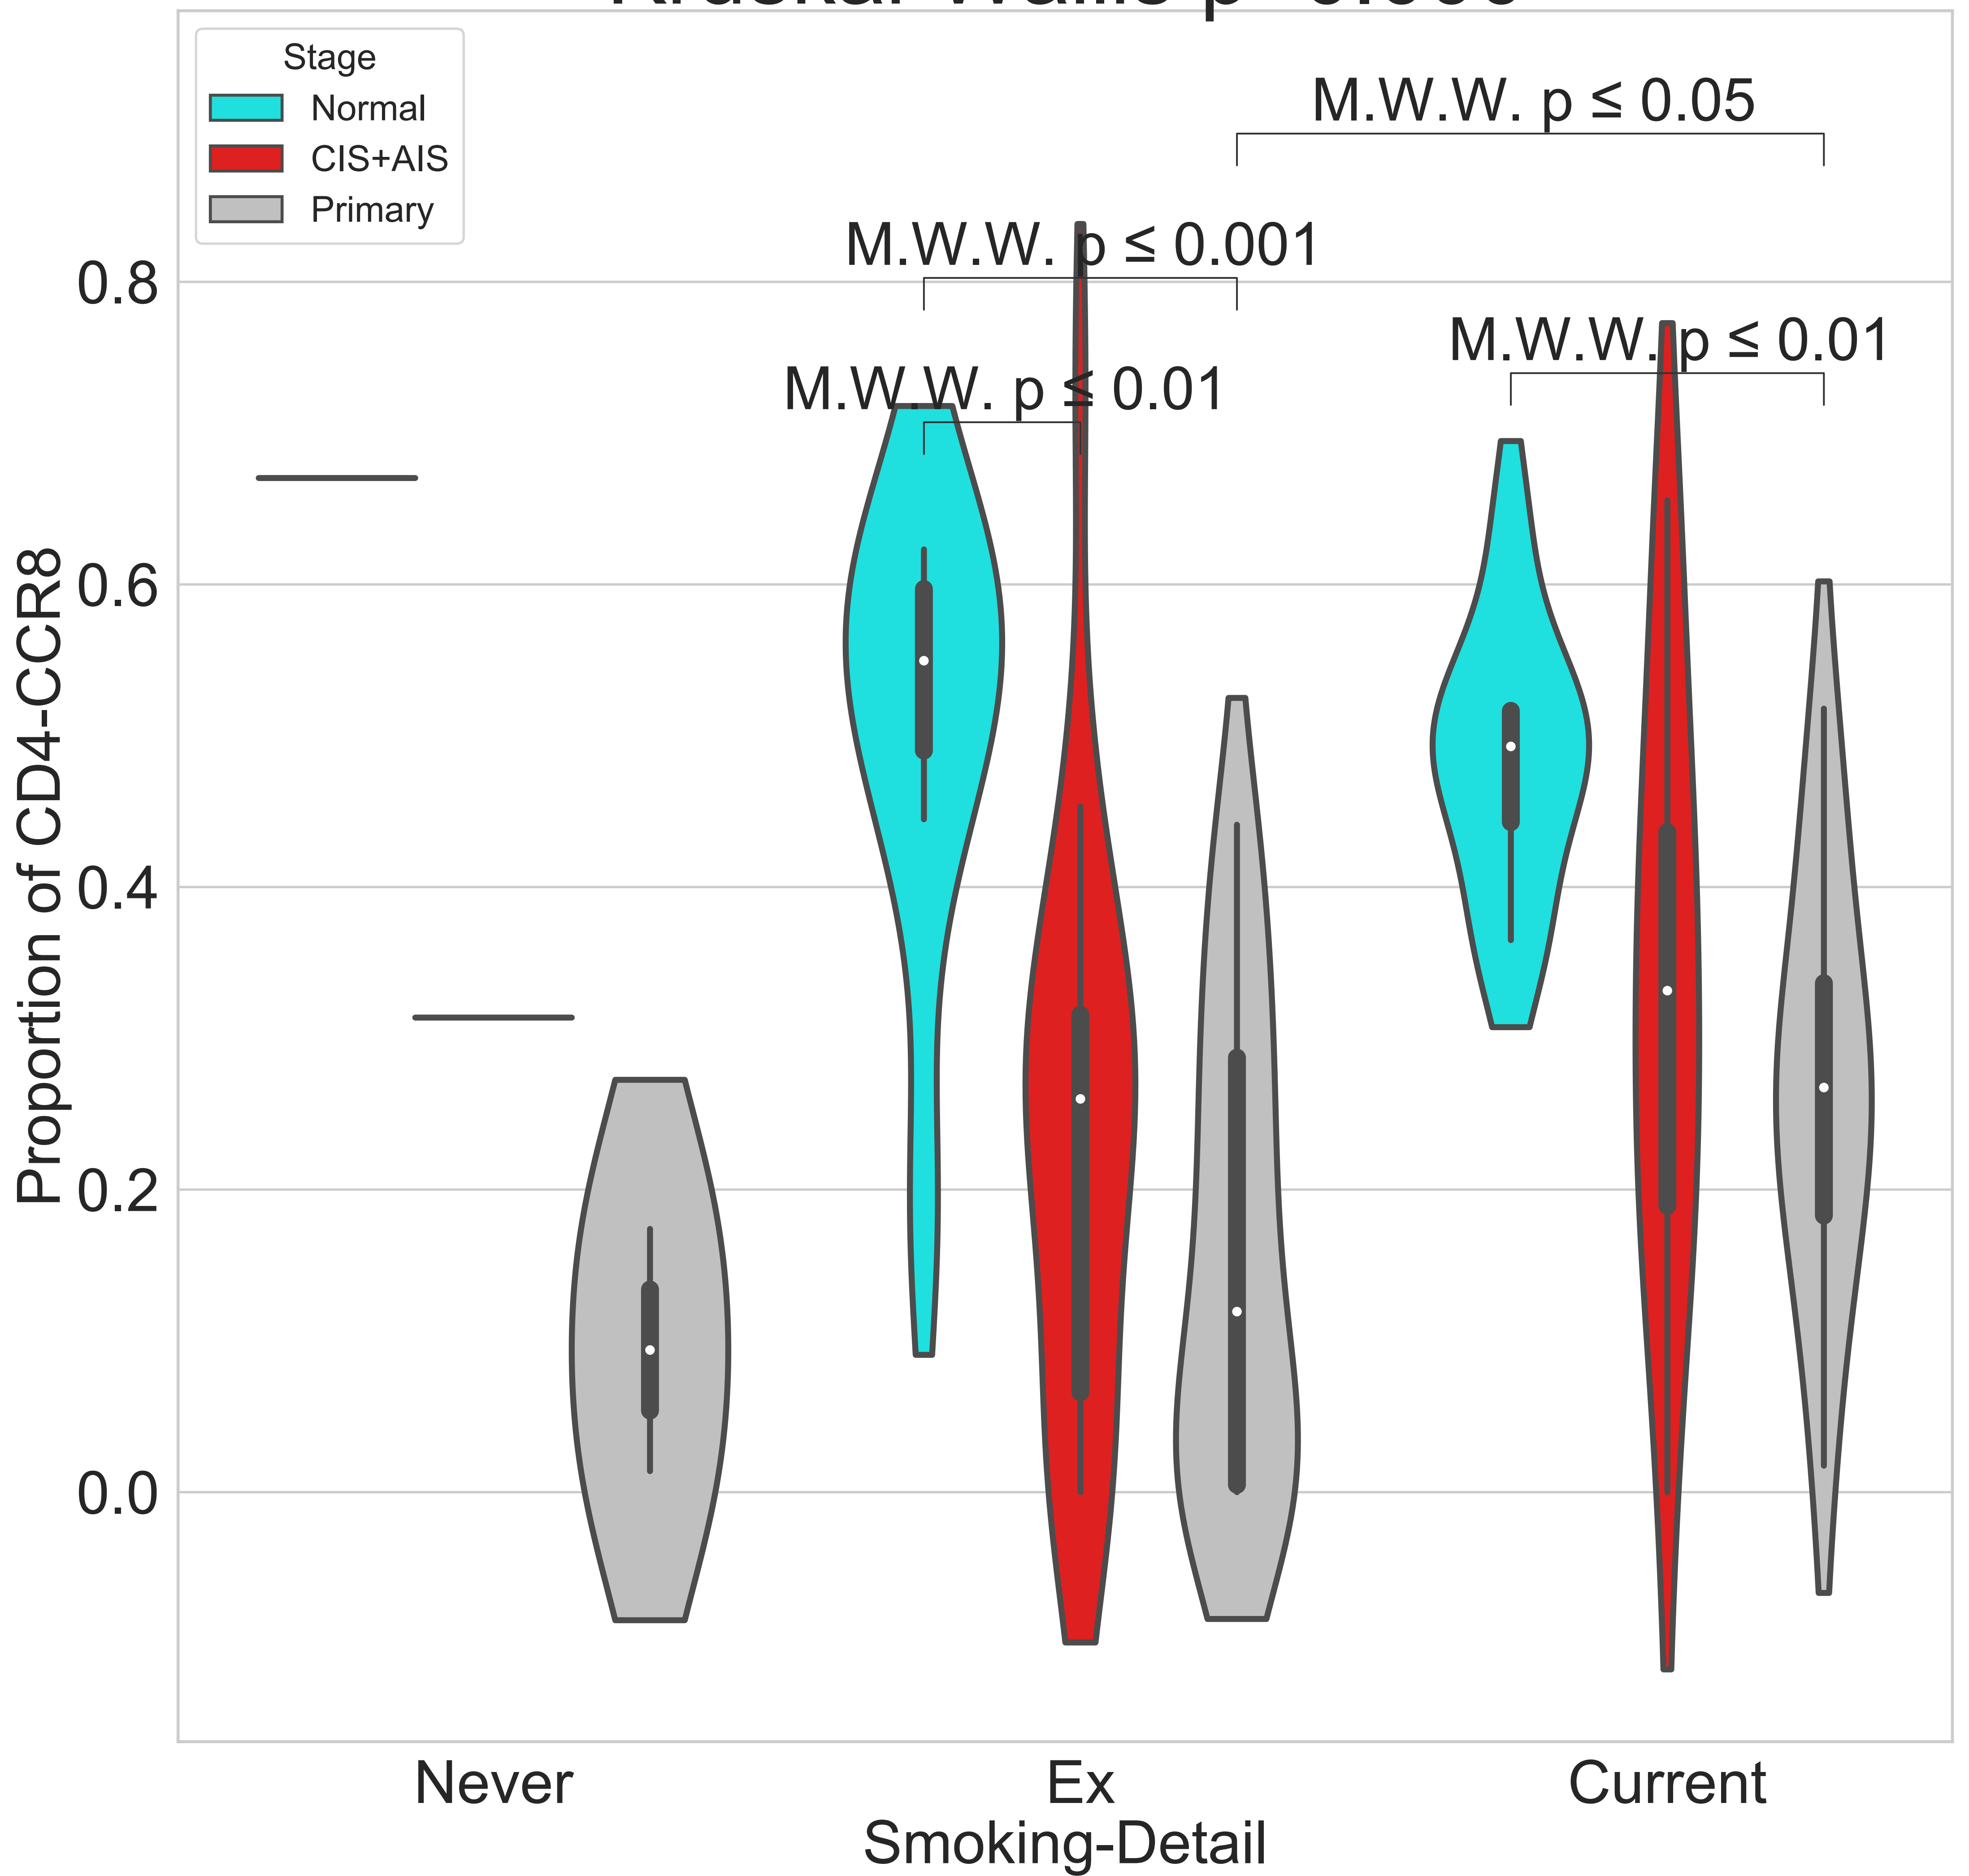 Stage
Normal
CIS+AIS
Primary
M.W.W. p ≤ 0.05
M.W.W. p ≤ 0.001
M.W.W. p ≤ 0.01
M.W.W. p ≤ 0.01
Proportion of CD4-CCR8
0.8
0.6
0.4
0.2
0.0
Never
Ex
Current
Smoking-Detail